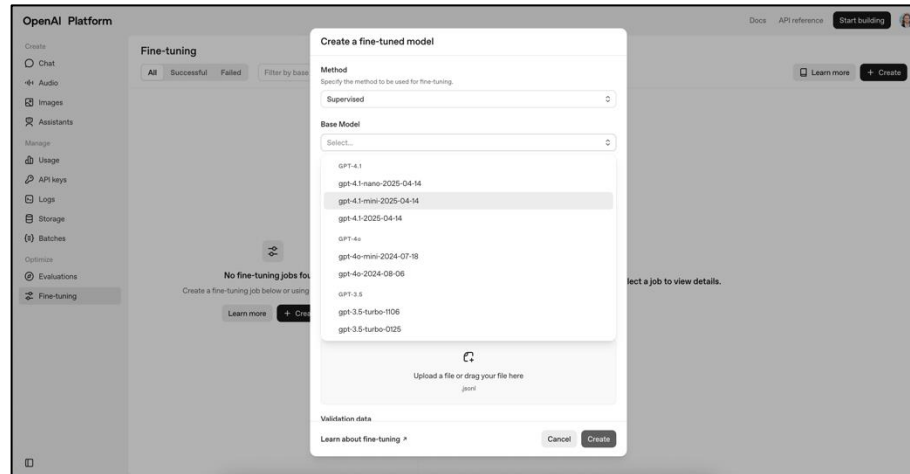 OpenAI Platform
Docs API reference Start building
Create
Chat
Audio
Images
Assistants
Manage
Usage
API keys
Logs
Storage
Batches
Optimize
Evaluations
Fine-tuning
Fine-tuning
All Successful Failed Filter by base
Learn more + Create
No fine-tuning jobs fou
Create a fine-tuning job below or using
Learn more + Crea
lect a job to view details.
Create a fine-tuned model
Method
Specify the method to be used for fine-tuning.
Supervised
Base Model
Select...
GPT-4.1
gpt-4.1-nano-2025-04-14
gpt-4.1-mini-2025-04-14
gpt-4.1-2025-04-14
GPT-4o
gpt-4o-mini-2024-07-18
gpt-4o-2024-08-06
GPT-3.5
gpt-3.5-turbo-1106
gpt-3.5-turbo-0125
Upload a file or drag your file here
.jsonl
Validation data
Learn about fine-tuning ↗
Cancel Create